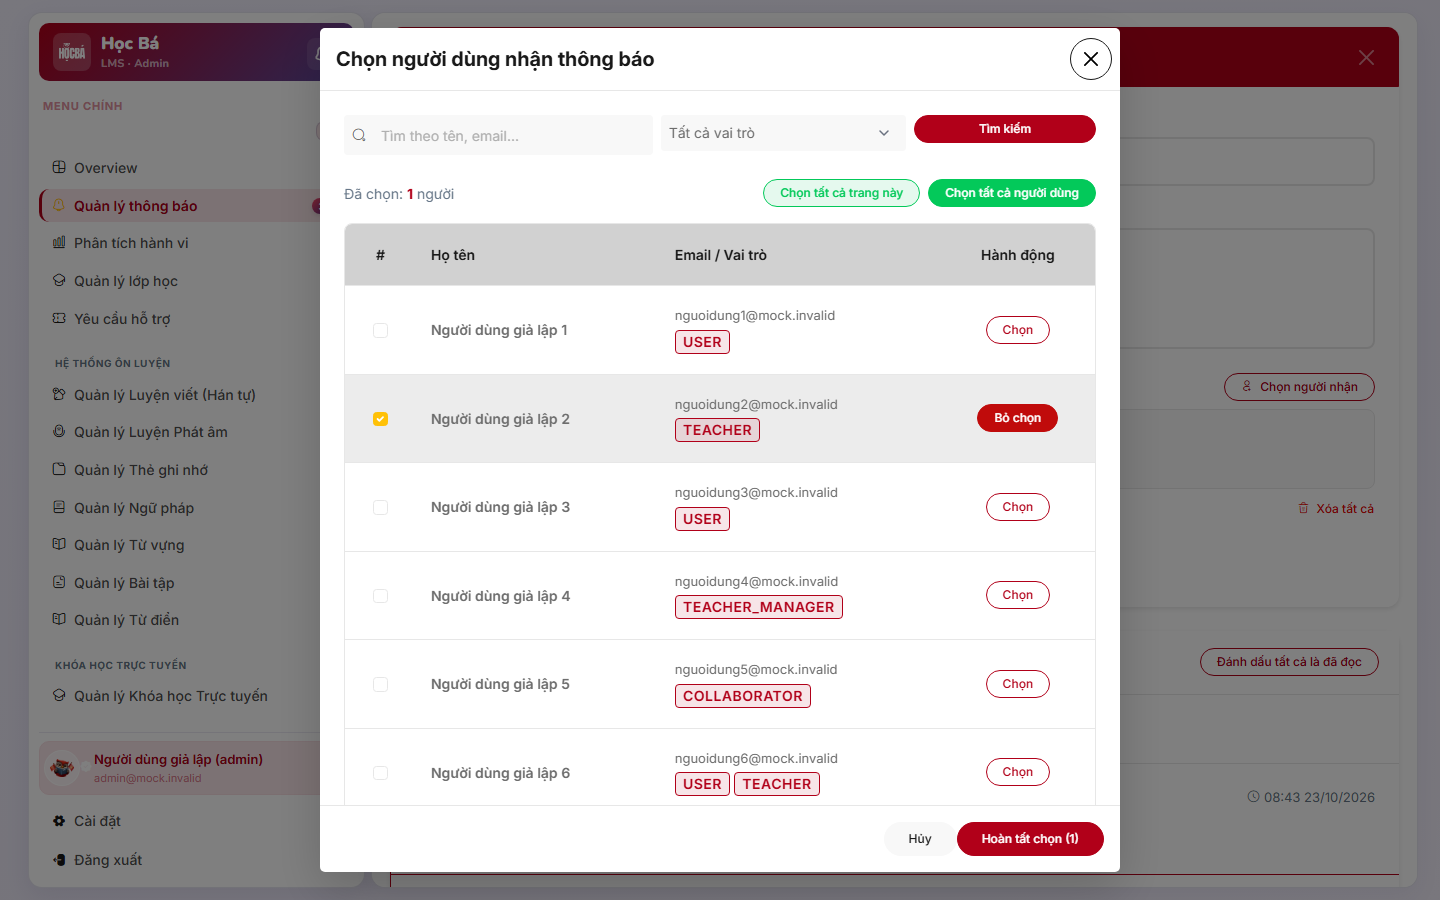 Học Bá
LMS · Admin
HỌCBÁ
MENU CHÍNH
Overview
Quản lý thông báo
Phân tích hành vi
Quản lý lớp học
Yêu cầu hỗ trợ
HỆ THỐNG ÔN LUYỆN
Quản lý Luyện viết (Hán tự)
Quản lý Luyện Phát âm
Quản lý Thẻ ghi nhớ
Quản lý Ngữ pháp
Quản lý Từ vựng
Quản lý Bài tập
Quản lý Từ điển
KHÓA HỌC TRỰC TUYẾN
Quản lý Khóa học Trực tuyến
Người dùng giả lập (admin)
admin@mock.invalid
Cài đặt
Đăng xuất
Chọn người dùng nhận thông báo
Tìm theo tên, email...
Tất cả vai trò
Tìm kiếm
Đã chọn: 1 người
Chọn tất cả trang này
Chọn tất cả người dùng
# Họ tên Email / Vai trò Hành động
Người dùng giả lập 1
nguoidung1@mock.invalid
USER
Chọn
Người dùng giả lập 2
nguoidung2@mock.invalid
TEACHER
Bỏ chọn
Người dùng giả lập 3
nguoidung3@mock.invalid
USER
Chọn
Người dùng giả lập 4
nguoidung4@mock.invalid
TEACHER_MANAGER
Chọn
Người dùng giả lập 5
nguoidung5@mock.invalid
COLLABORATOR
Chọn
Người dùng giả lập 6
nguoidung6@mock.invalid
USER TEACHER
Chọn
Hủy
Hoàn tất chọn (1)
Chọn người nhận
Xóa tất cả
Đánh dấu tất cả là đã đọc
08:43 23/10/2026